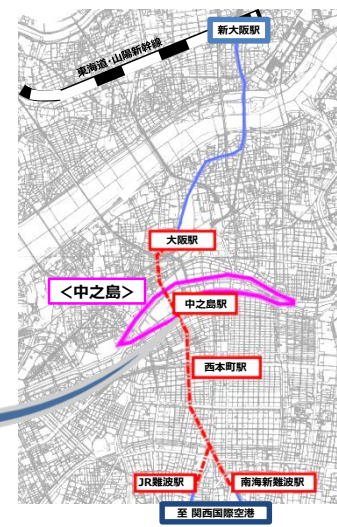 新大阪駅
東海道・山陽新幹線
大阪駅
＜中之島＞
中之島駅
西本町駅
JR難波駅
南海新難波駅
至 関西国際空港